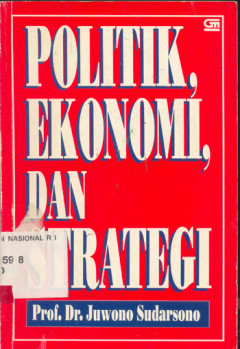 GM
POLITIK,
EKONOMI,
DAN
STRATEGI
N NASIONAL R I
59 8
Prof. Dr. Juwono Sudarsono